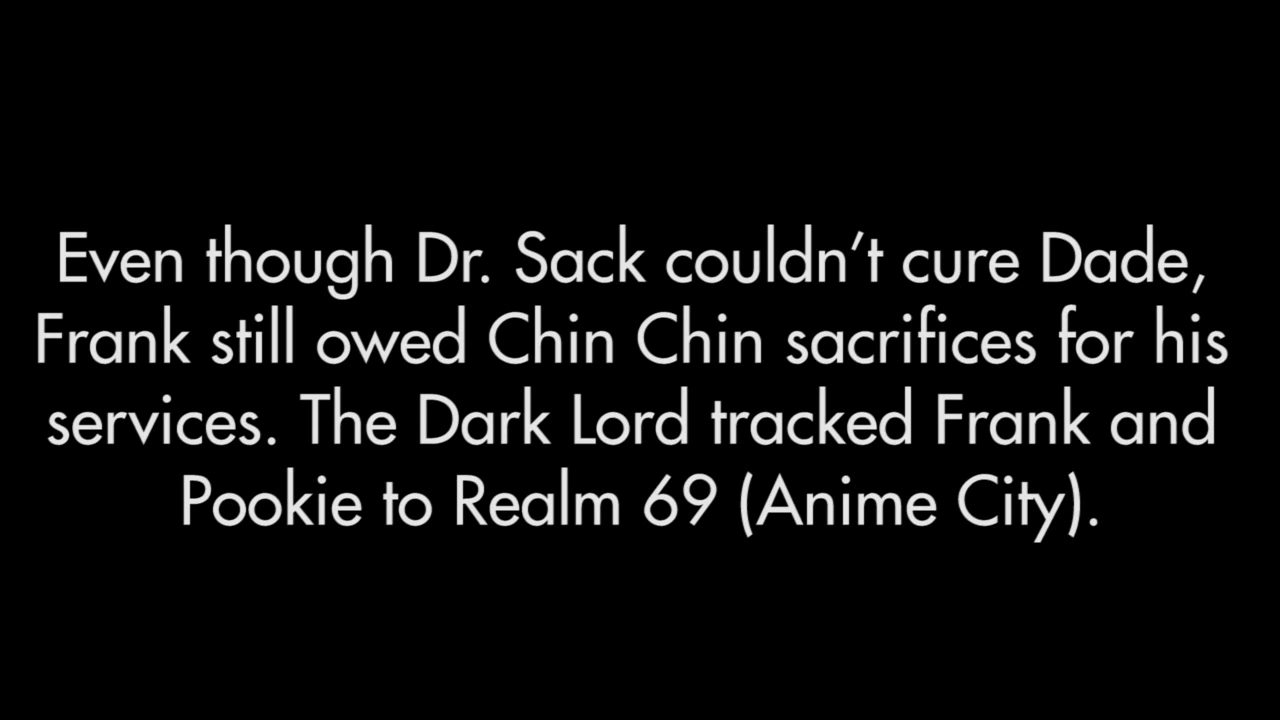 Even though Dr. Sack couldn’t cure Dade,
Frank still owed Chin Chin sacrifices for his
services. The Dark Lord tracked Frank and
Pookie to Realm 69 (Anime City).